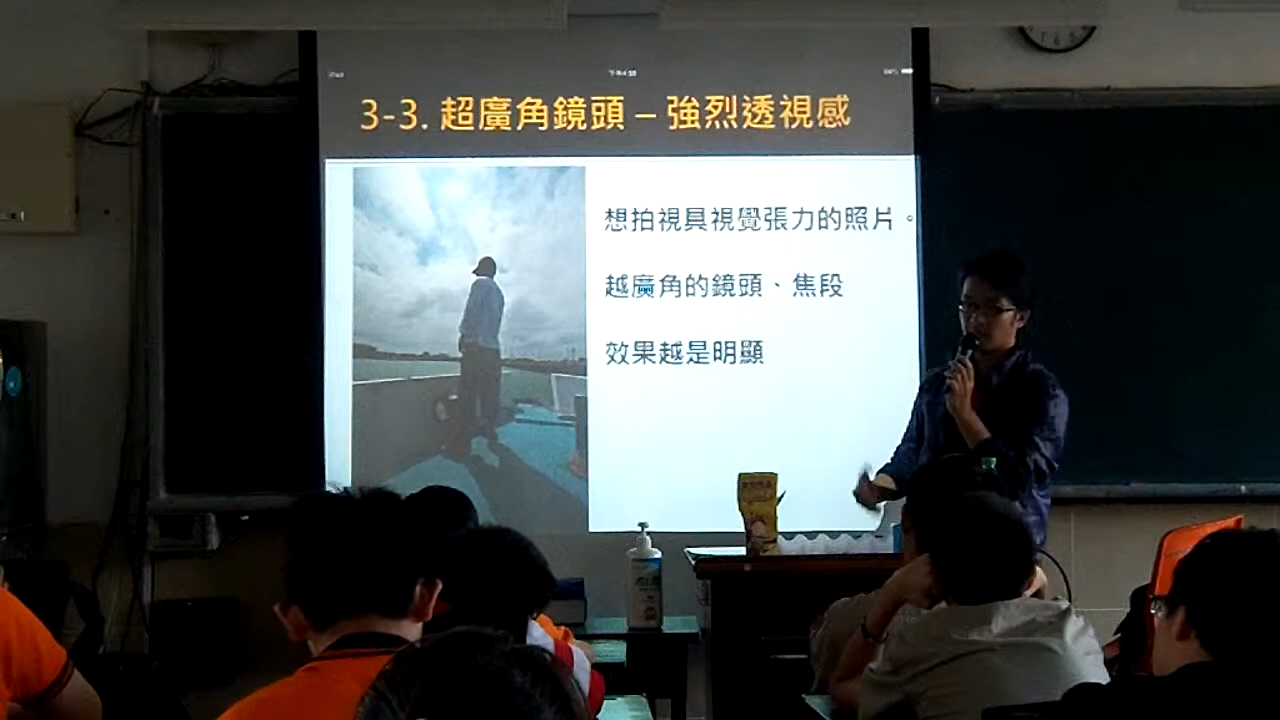 iPad
3-3. 超廣角鏡頭 – 強烈透視感
想拍視具視覺張力的照片。
越廣角的鏡頭、焦段
效果越是明顯